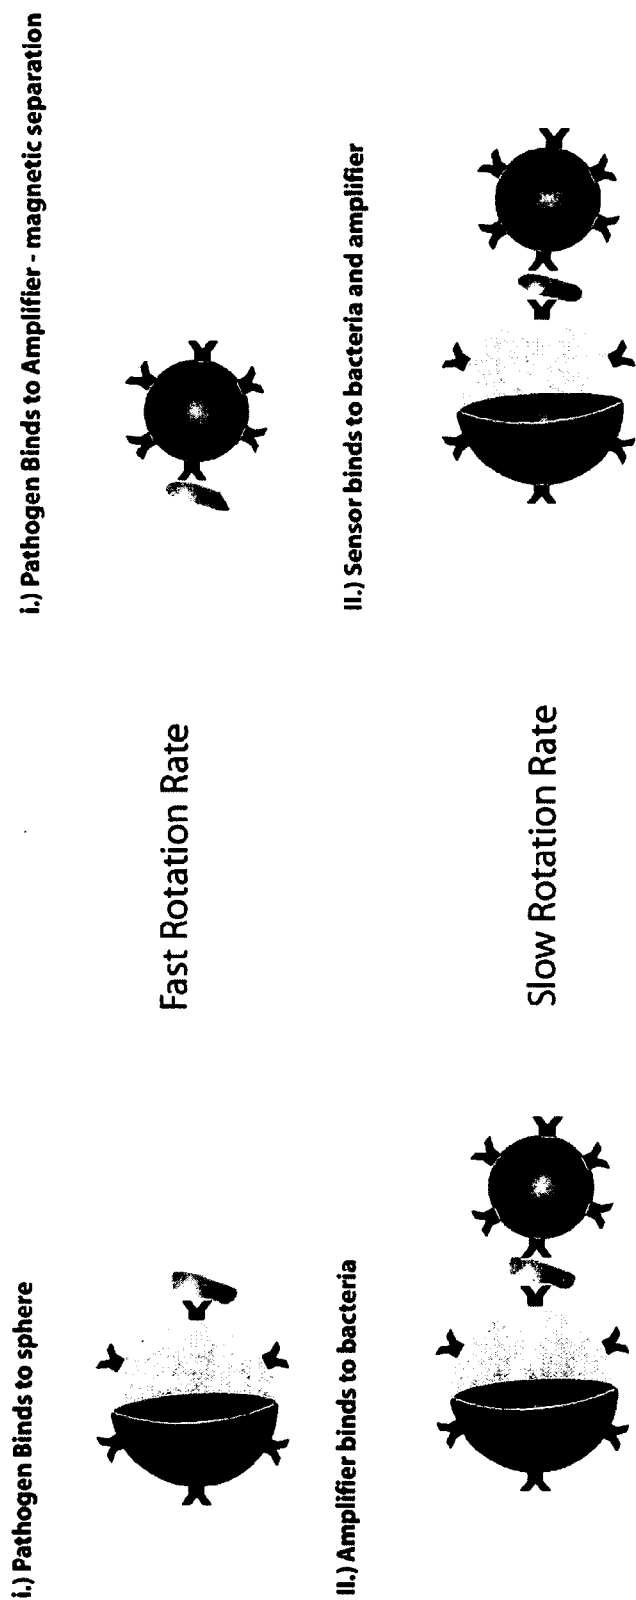 i.) Pathogen Binds to sphere
Fast Rotation Rate
i.) Pathogen Binds to Amplifier - magnetic separation
II.) Amplifier binds to bacteria
Slow Rotation Rate
II.) Sensor binds to bacteria and amplifier